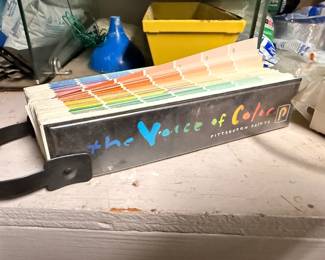 the Voice of Color
PITTSBURGH PAINTS
P